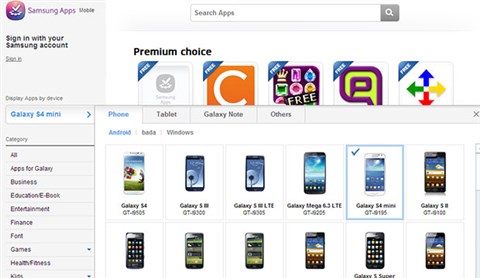 Samsung Apps Mobile
Search Apps
Sign in with your
Samsung account
Sign in
Premium choice
FREE
FREE
FREE
FREE
FREE
Samsung
Apps
C
FREE
Display Apps by device
Galaxy S4 mini
Phone
Tablet
Galaxy Note
Others
Android
bada
Windows
Category
All
Apps for Galaxy
Business
Education/E-Book
Entertainment
Finance
Font
Games
Health/Fitness
Kids
Galaxy S4
GT-I9505
Galaxy S III
GT-I9300
Galaxy S III LTE
GT-I9305
Galaxy Mega 6.3 LTE
GT-I9205
Galaxy S4 mini
GT-I9195
Galaxy S II
GT-I9100
Galaxy S Super